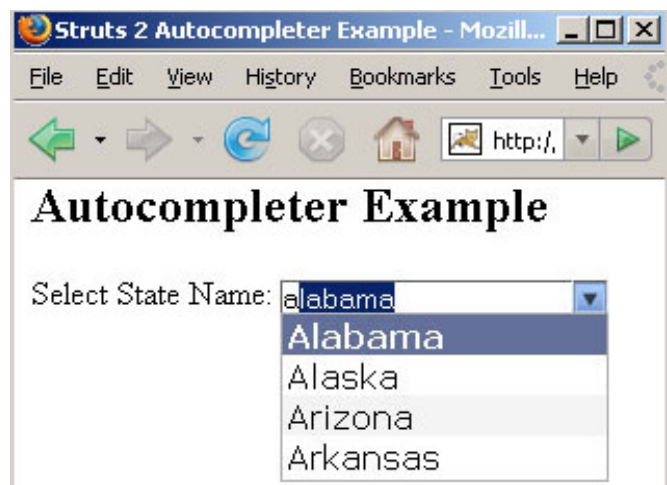 Struts 2 Autocompleter Example - Mozill...
File Edit View History Bookmarks Tools Help
http:/,
Autocompleter Example
Select State Name: alabama
Alabama
Alaska
Arizona
Arkansas